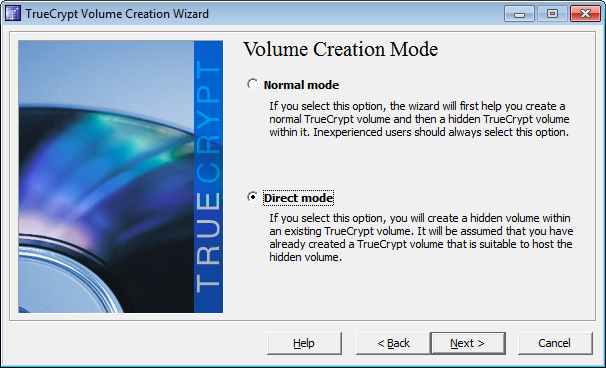 TrueCrypt Volume Creation Wizard
TRUECRYPT
Volume Creation Mode
Normal mode
If you select this option, the wizard will first help you create a
normal TrueCrypt volume and then a hidden TrueCrypt volume
within it. Inexperienced users should always select this option.
Direct mode
If you select this option, you will create a hidden volume within
an existing TrueCrypt volume. It will be assumed that you have
already created a TrueCrypt volume that is suitable to host the
hidden volume.
Help
< Back
Next >
Cancel